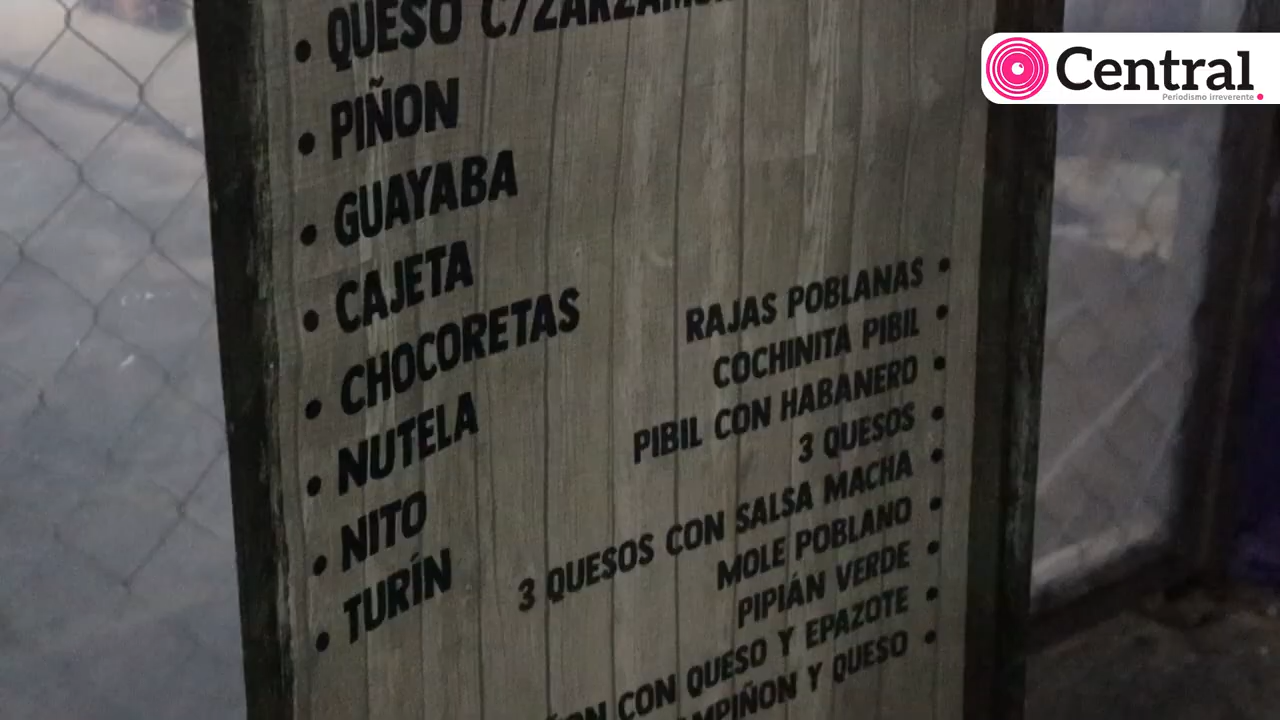 Central
Periodismo irreverente
• QUESO
• PIÑON
• GUAYABA
• CAJETA
• CHOCORETAS
• NUTELA
• NITO
• TURÍN
RAJAS POBLANAS •
COCHINITA PIBIL •
PIBIL CON HABANERO •
3 QUESOS •
3 QUESOS CON SALSA MACHA •
MOLE POBLANO •
PIPIÁN VERDE •
CON QUESO Y EPAZOTE •
Y QUESO •